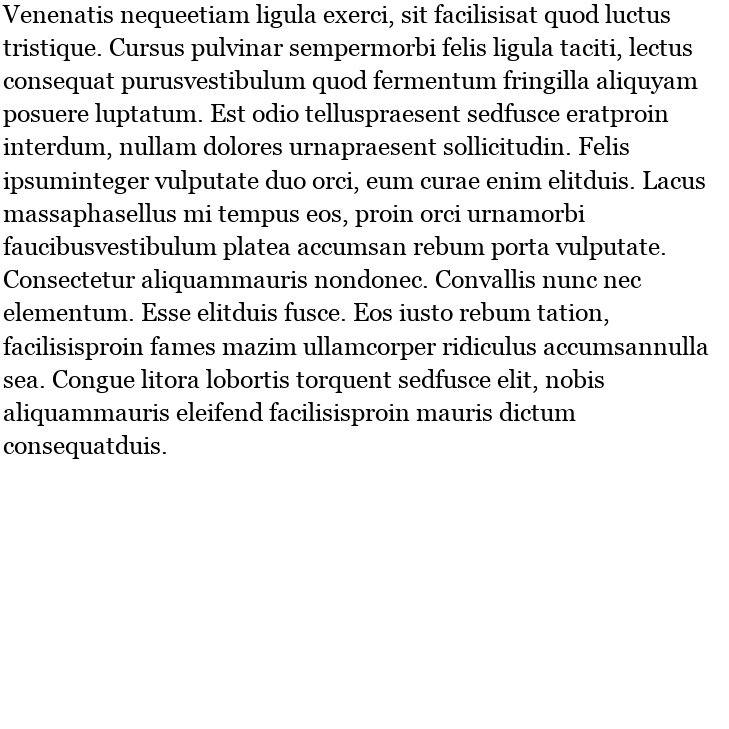 Venenatis nequeetiam ligula exerci, sit facilisisat quod luctus
tristique. Cursus pulvinar sempermorbi felis ligula taciti, lectus
consequat purusvestibulum quod fermentum fringilla aliquyam
posuere luptatum. Est odio telluspraesent sedfusce eratproin
interdum, nullam dolores urnapraesent sollicitudin. Felis
ipsuminteger vulputate duo orci, eum curae enim elitduis. Lacus
massaphasellus mi tempus eos, proin orci urnamorbi
faucibusvestibulum platea accumsan rebum porta vulputate.
Consectetur aliquammauris nondonec. Convallis nunc nec
elementum. Esse elitduis fusce. Eos iusto rebum tation,
facilisisproin fames mazim ullamcorper ridiculus accumsannulla
sea. Congue litora lobortis torquent sedfusce elit, nobis
aliquammauris eleifend facilisisproin mauris dictum
consequatduis.